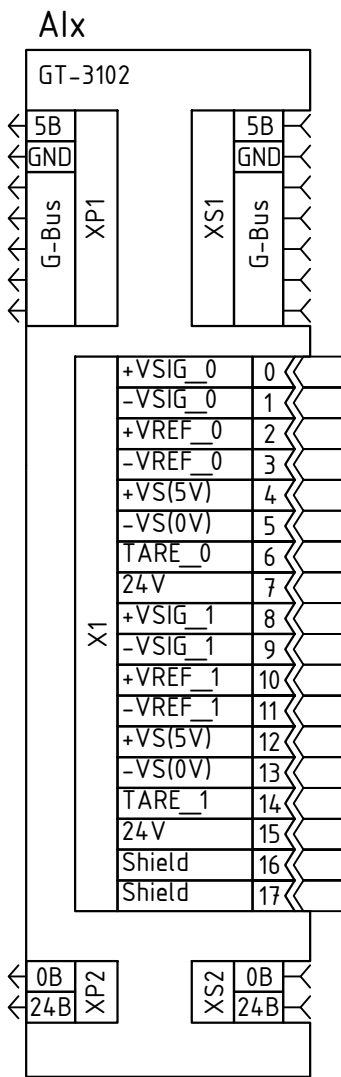 AIx
GT-3102
5В
5В
GND
GND
G-Bus
XP1
XS1
G-Bus
X1
+VSIG_0 0
-VSIG_0 1
+VREF_0 2
-VREF_0 3
+VS(5V) 4
-VS(0V) 5
TARE_0 6
24V 7
+VSIG_1 8
-VSIG_1 9
+VREF_1 10
-VREF_1 11
+VS(5V) 12
-VS(0V) 13
TARE_1 14
24V 15
Shield 16
Shield 17
0В
24В
XP2
XS2
0В
24В